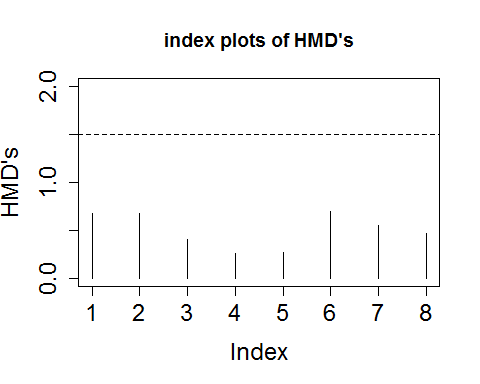 index plots of HMD's
2.0
1.0
0.0
HMD's
1 2 3 4 5 6 7 8
Index